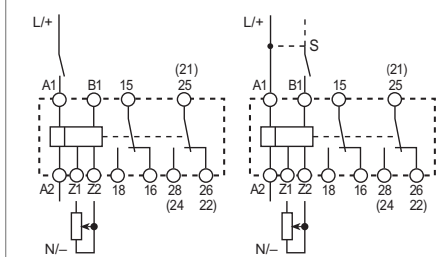 L/+ L/+
S
(21) (21)
A1 B1 15 25 A1 B1 15 25
A2 Z1 Z2 18 16 28 26 A2 Z1 Z2 18 16 28 26
(24 22) (24 22)
N/– N/–